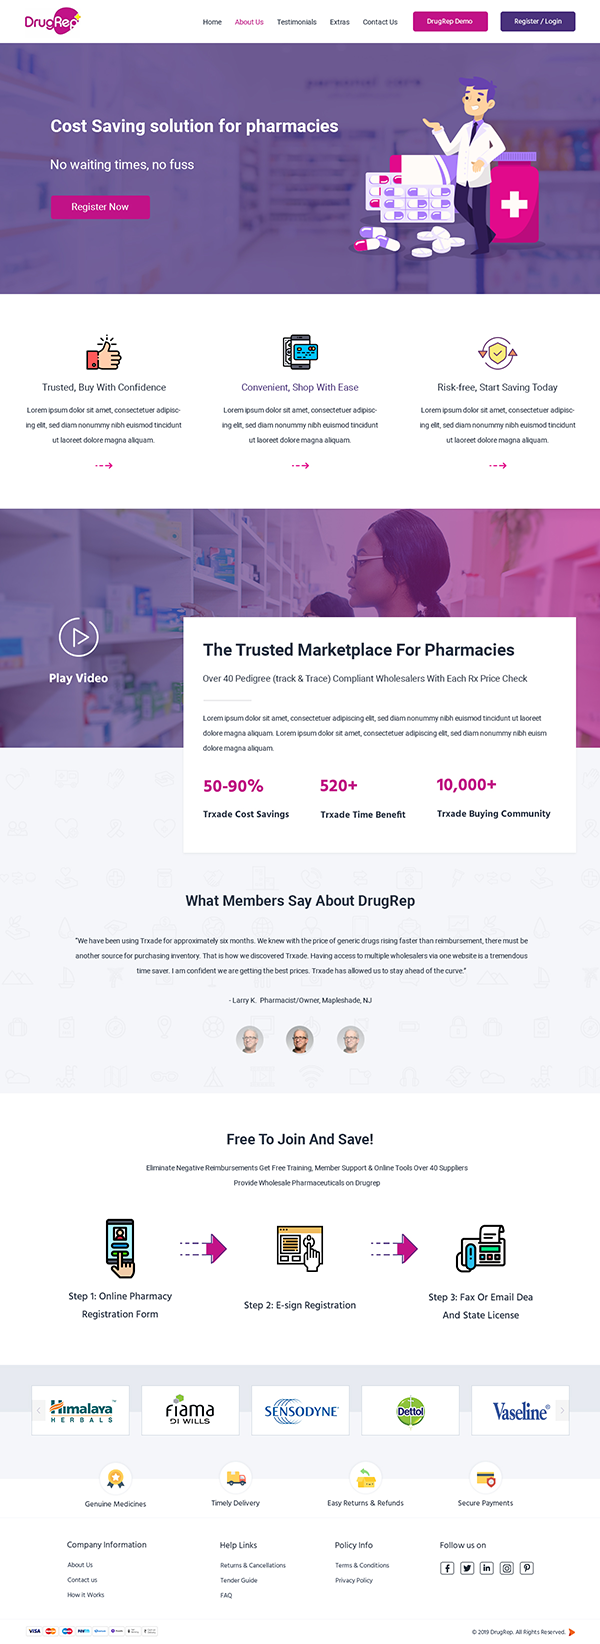 DrugRep
Home
About Us
Testimonials
Extras
Contact Us
DrugRep Demo
Register / Login
personal care
Cost Saving solution for pharmacies
No waiting times, no fuss
Register Now
Trusted, Buy With Confidence
Lorem ipsum dolor sit amet, consectetuer adipisc-
ing elit, sed diam nonummy nibh euismod tincidunt
ut laoreet dolore magna aliquam.
Convenient, Shop With Ease
Lorem ipsum dolor sit amet, consectetuer adipisc-
ing elit, sed diam nonummy nibh euismod tincidunt
ut laoreet dolore magna aliquam.
Risk-free, Start Saving Today
Lorem ipsum dolor sit amet, consectetuer adipisc-
ing elit, sed diam nonummy nibh euismod tincidunt
ut laoreet dolore magna aliquam.
Play Video
The Trusted Marketplace For Pharmacies
Over 40 Pedigree (track & Trace) Compliant Wholesalers With Each Rx Price Check
Lorem ipsum dolor sit amet, consectetuer adipiscing elit, sed diam nonummy nibh euismod tincidunt ut laoreet
dolore magna aliquam. Lorem ipsum dolor sit amet, consectetuer adipiscing elit, sed diam nonummy nibh euism
dolore magna aliquam.
50-90%
Trxade Cost Savings
520+
Trxade Time Benefit
10,000+
Trxade Buying Community
What Members Say About DrugRep
"We have been using Trxade for approximately six months. We knew with the price of generic drugs rising faster than reimbursement, there must be
another source for purchasing inventory. That is how we discovered Trxade. Having access to multiple wholesalers via one website is a tremendous
time saver. I am confident we are getting the best prices. Trxade has allowed us to stay ahead of the curve."
- Larry K. Pharmacist/Owner, Mapleshade, NJ
Free To Join And Save!
Eliminate Negative Reimbursements Get Free Training, Member Support & Online Tools Over 40 Suppliers
Provide Wholesale Pharmaceuticals on Drugrep
Step 1: Online Pharmacy
Registration Form
Step 2: E-sign Registration
Step 3: Fax Or Email Dea
And State License
Himalaya
HERBALS
fiama
DI WILLS
SENSODYNE
Dettol
Vaseline
Genuine Medicines
Timely Delivery
Easy Returns & Refunds
Secure Payments
Company Information
About Us
Contact us
How it Works
Help Links
Returns & Cancellations
Tender Guide
FAQ
Policy Info
Terms & Conditions
Privacy Policy
Follow us on
VISA
© 2019 DrugRep. All Rights Reserved.